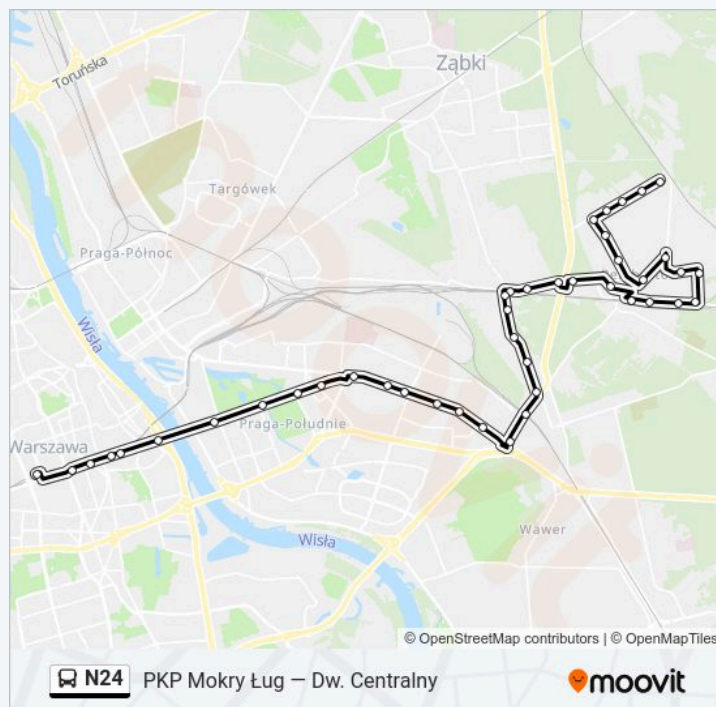 Ząbki
Toruńska
Targówek
Praga-Północ
Wisła
Praga-Południe
Warszawa
Wawer
Wisła
© OpenStreetMap contributors | © OpenMapTiles
N24 PKP Mokry Ług — Dw. Centralny
moovit